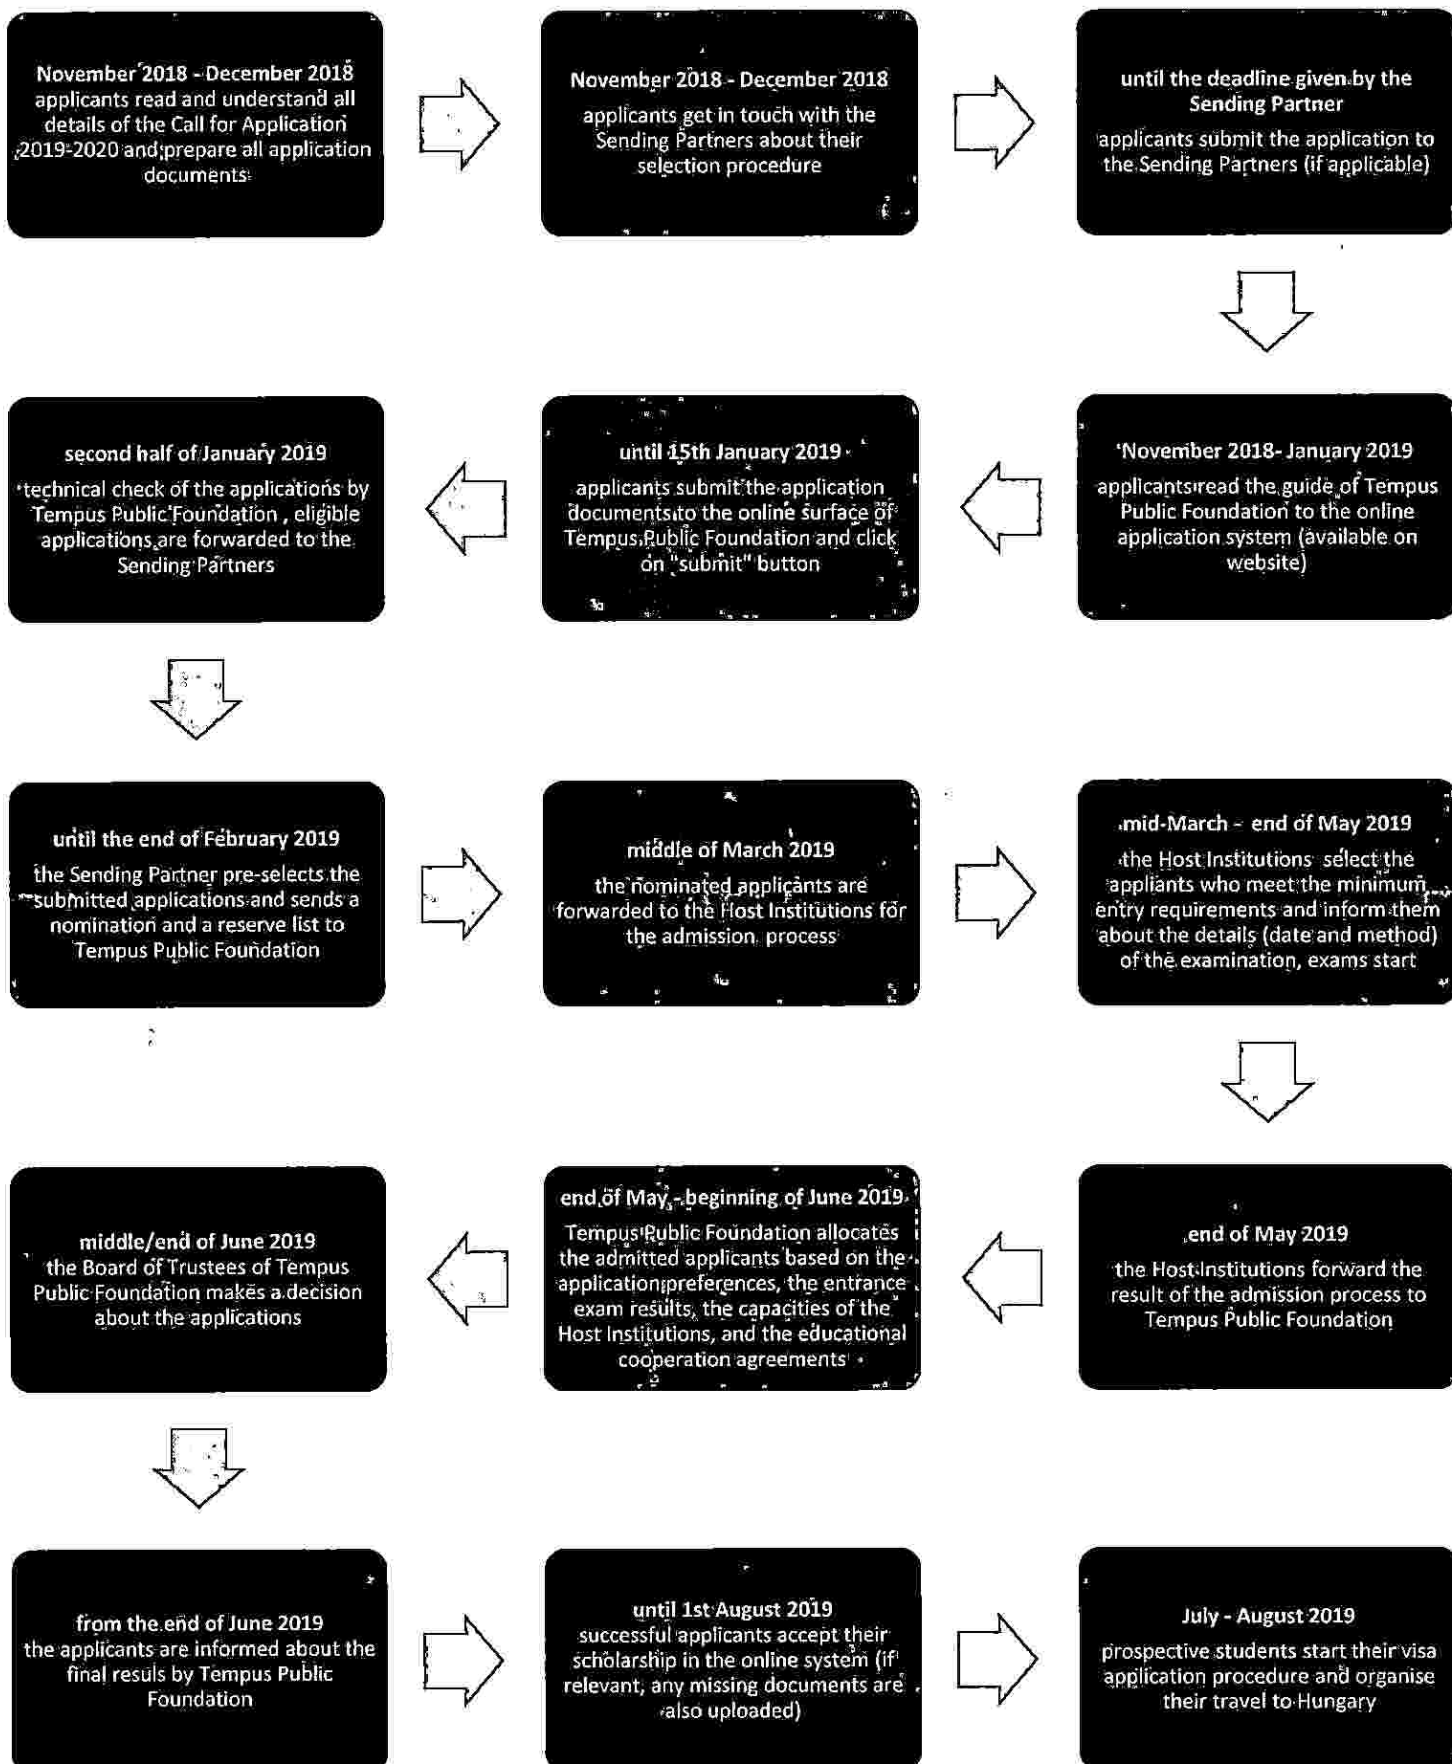 November 2018 - December 2018
applicants read and understand all
details of the Call for Application
2019-2020 and prepare all application
documents
November 2018 - December 2018
applicants get in touch with the
Sending Partners about their
selection procedure
until the deadline given by the
Sending Partner
applicants submit the application to
the Sending Partners (if applicable)
November 2018- January 2019
applicants read the guide of Tempus
Public Foundation to the online
application system (available on
website)
until 15th January 2019
applicants submit the application
documents to the online surface of
Tempus Public Foundation and click
on "submit" button
second half of January 2019
technical check of the applications by
Tempus Public Foundation , eligible
applications are forwarded to the
Sending Partners
until the end of February 2019
the Sending Partner pre-selects the
submitted applications and sends a
nomination and a reserve list to
Tempus Public Foundation
middle of March 2019
the nominated applicants are
forwarded to the Host Institutions for
the admission process
mid-March - end of May 2019
the Host Institutions select the
appliants who meet the minimum
entry requirements and inform them
about the details (date and method)
of the examination, exams start
end of May 2019
the Host Institutions forward the
result of the admission process to
Tempus Public Foundation
end of May - beginning of June 2019
Tempus Public Foundation allocates
the admitted applicants based on the
application preferences, the entrance
exam results, the capacities of the
Host Institutions, and the educational
cooperation agreements
middle/end of June 2019
the Board of Trustees of Tempus
Public Foundation makes a decision
about the applications
from the end of June 2019
the applicants are informed about the
final resuls by Tempus Public
Foundation
until 1st August 2019
successful applicants accept their
scholarship in the online system (if
relevant, any missing documents are
also uploaded)
July - August 2019
prospective students start their visa
application procedure and organise
their travel to Hungary